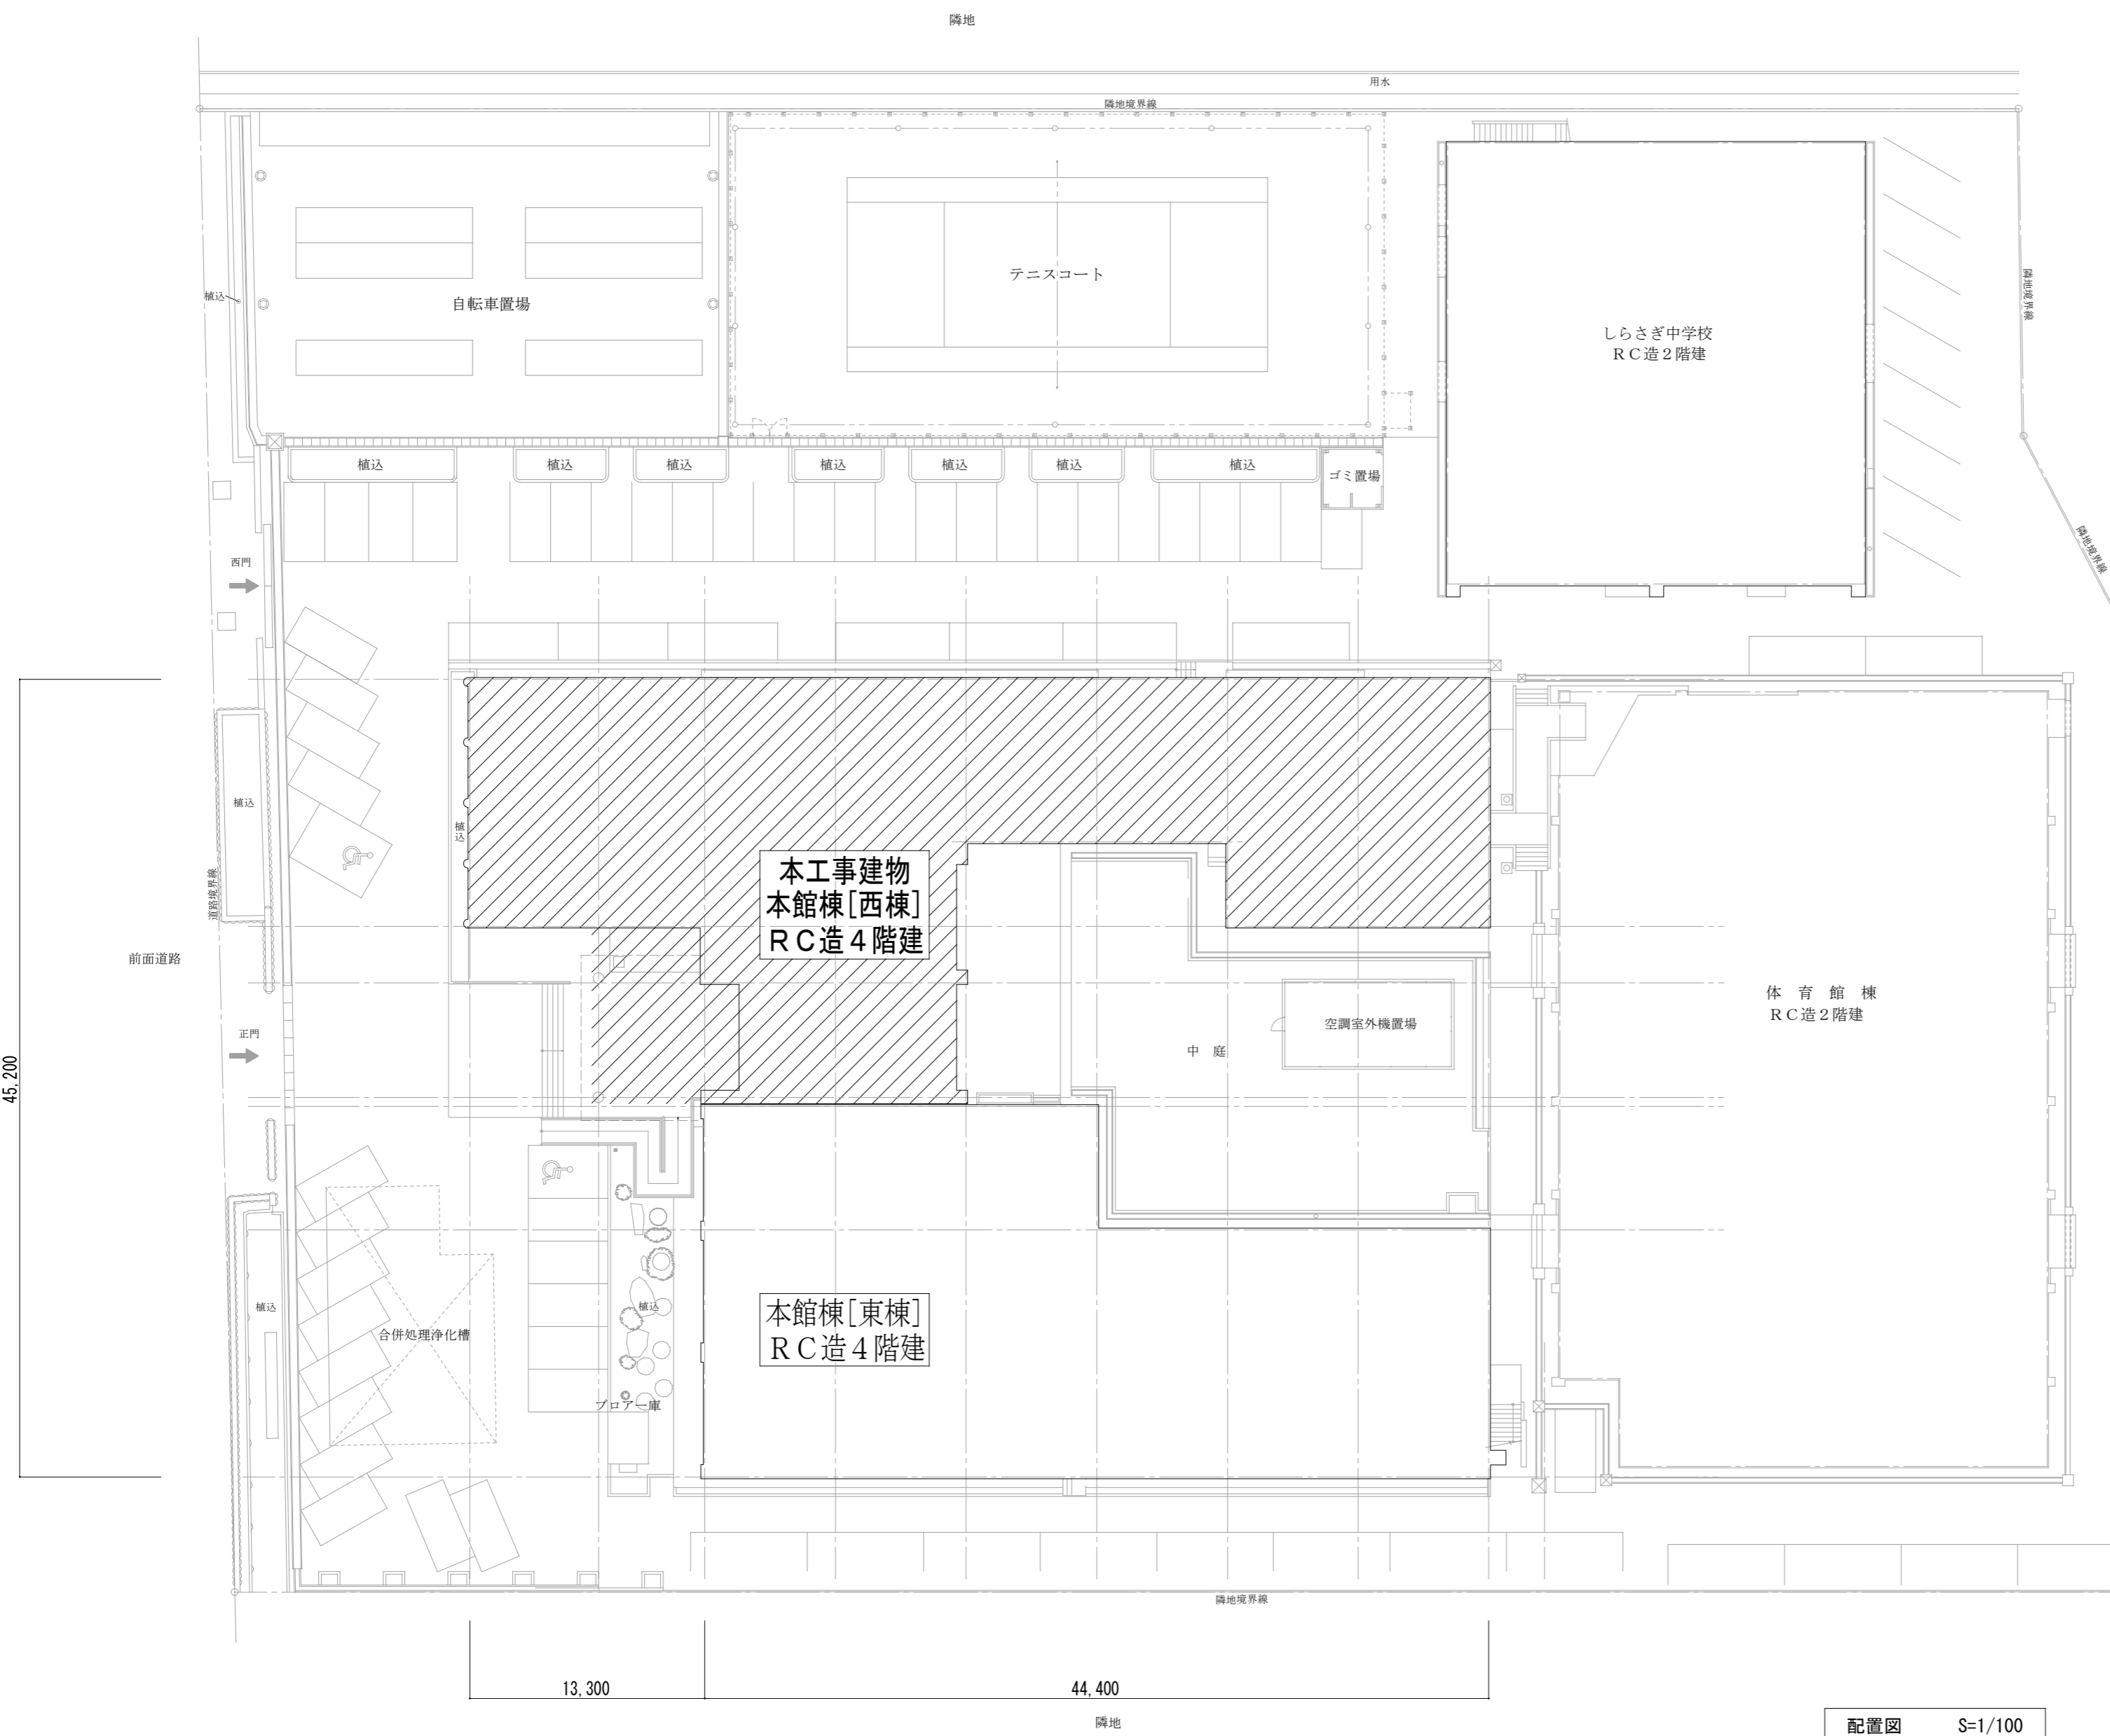 隣地
用水
隣地境界線
植込
自転車置場
テニスコート
しらさぎ中学校
ＲＣ造２階建
隣地境界線
隣地境界線
植込
植込
植込
植込
植込
植込
植込
ゴミ置場
西門
植込
植込
道路境界線
前面道路
正門
本工事建物
本館棟[西棟]
ＲＣ造４階建
空調室外機置場
中　庭
体　育　館　棟
ＲＣ造２階建
45,200
植込
合併処理浄化槽
植込
ブロアー庫
本館棟[東棟]
ＲＣ造４階建
隣地境界線
13,300
44,400
隣地
配置図　S=1/100